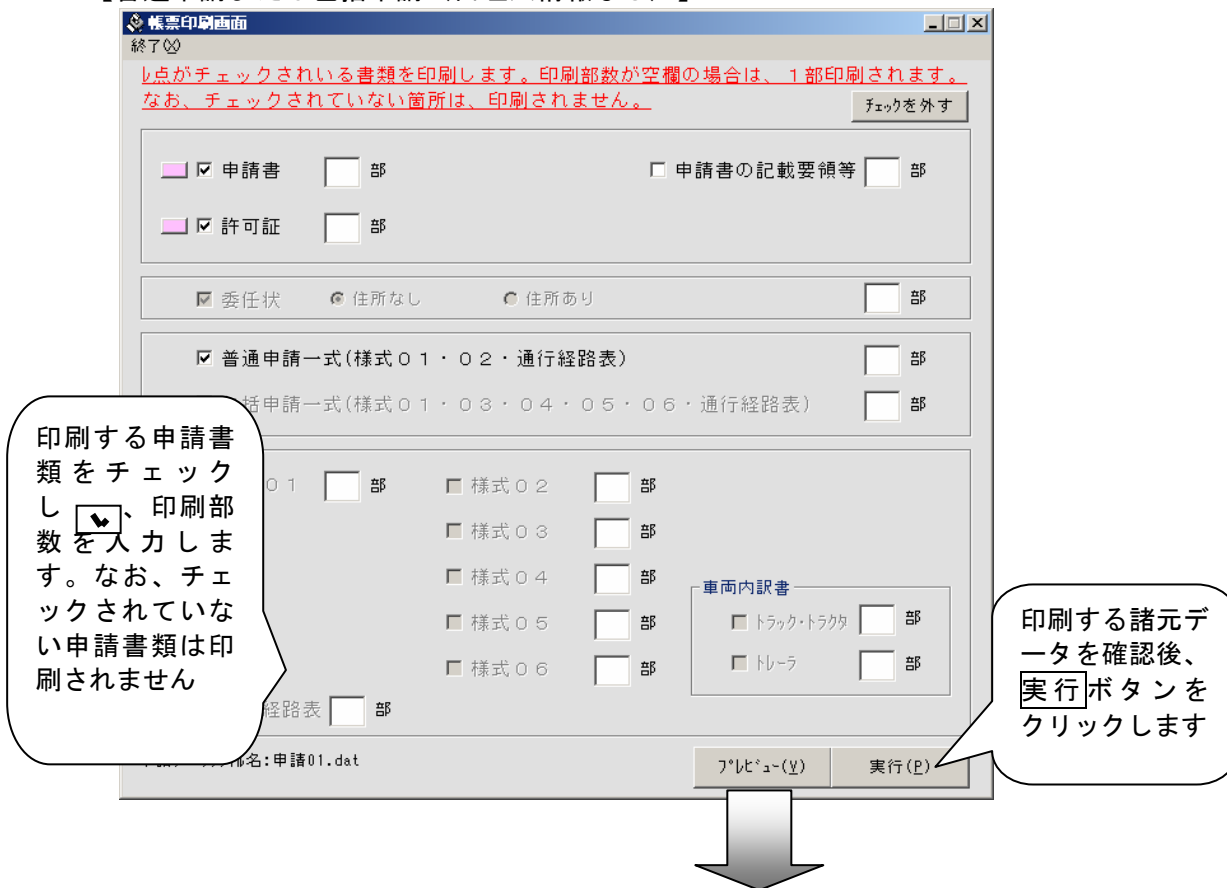 帳票印刷画面
終了(X)
レ点がチェックされいる書類を印刷します。印刷部数が空欄の場合は、1部印刷されます。
なお、チェックされていない箇所は、印刷されません。
チェックを外す
申請書 部 申請書の記載要領等 部
許可証 部
委任状 住所なし 住所あり 部
普通申請一式(様式01・02・通行経路表) 部
括申請一式(様式01・03・04・05・06・通行経路表) 部
01 部 様式02 部
様式03 部
様式04 部
様式05 部
様式06 部
車両内訳書
トラック・トラクタ 部
トレーラ 部
経路表 部
名:申請01.dat
プレビュー(V) 実行(P)
印刷する申請書
類をチェック
し、印刷部
数を入力しま
す。なお、チェ
ックされていな
い申請書類は印
刷されません
印刷する諸元デ
ータを確認後、
実行ボタンを
クリックします